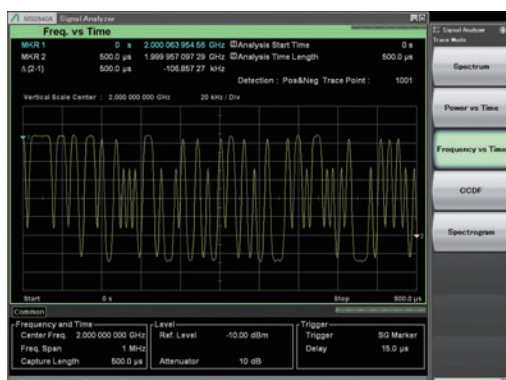 MS2840A Signal Analyzer
Freq. vs Time
MKR 1 0 s 2.000 063 954 56 GHz Analysis Start Time 0 s
MKR 2 500.0 µs 1.999 957 097 29 GHz Analysis Time Length 500.0 µs
Δ(2-1) 500.0 µs -106.857 27 kHz
Detection : Pos&Neg Trace Point : 1001
Vertical Scale Center : 2.000 000 000 GHz 20 kHz / Div
2
Start 0 s Stop 500.0 µs
Common
Frequency and Time
Center Freq. 2.000 000 000 GHz
Freq. Span 1 MHz
Capture Length 500.0 µs
Level
Ref. Level -10.00 dBm
Attenuator 10 dB
Trigger
Trigger SG Marker
Delay 15.0 µs
Signal Analyzer
Trace Mode
Spectrum
Power vs Time
Frequency vs Time
CCDF
Spectrogram